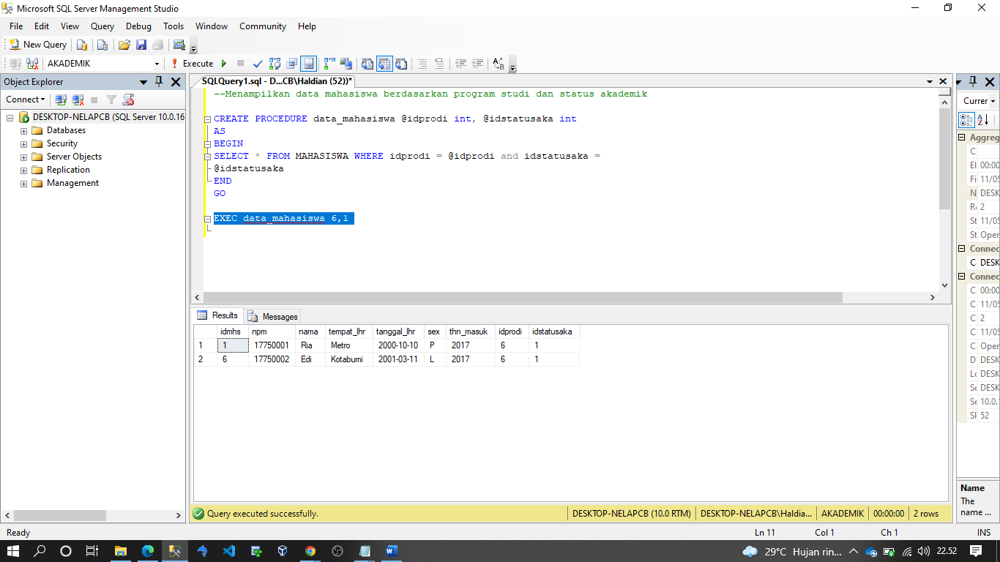 Microsoft SQL Server Management Studio
File Edit View Query Debug Tools Window Community Help
New Query
AKADEMIK Execute
Object Explorer
Connect
DESKTOP-NELAPCB (SQL Server 10.0.16
Databases
Security
Server Objects
Replication
Management
SQLQuery1.sql - D...CB\Haldian (52))*
--Menampilkan data mahasiswa berdasarkan program studi dan status akademik
CREATE PROCEDURE data_mahasiswa @idprodi int, @idstatusaka int
AS
BEGIN
SELECT * FROM MAHASISWA WHERE idprodi = @idprodi and idstatusaka =
@idstatusaka
END
GO
EXEC data_mahasiswa 6,1
Results Messages
idmhs npm nama tempat_lhr tanggal_lhr sex thn_masuk idprodi idstatusaka
1 1 17750001 Ria Metro 2000-10-10 P 2017 6 1
2 6 17750002 Edi Kotabumi 2001-03-11 L 2017 6 1
Query executed successfully. DESKTOP-NELAPCB (10.0 RTM) DESKTOP-NELAPCB\Haldia... AKADEMIK 00:00:00 2 rows
Currer
Aggreg
C
El 00:00
Fi 11/05
N DESK
Re 2
St 11/05
St Oper
Connec
C DESK
Connec
C 00:00
C 11/05
C 2
C 11/05
C Oper
D DESK
Lo DESK
Se DESK
Se 10.0.
SP 52
Name
The
name ...
Ready Ln 11 Col 1 Ch 1 INS
29°C Hujan rin... 22.52